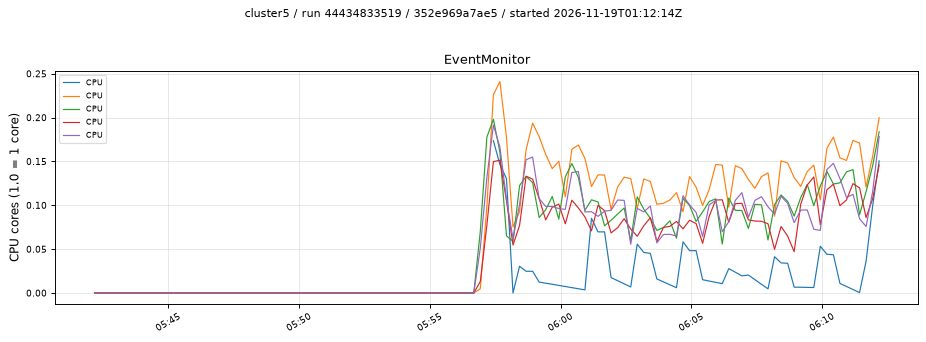 cluster5 / run 44434833519 / 352e969a7ae5 / started 2026-11-19T01:12:14Z
EventMonitor
CPU cores (1.0 = 1 core)
0.25
0.20
0.15
0.10
0.05
0.00
CPU
CPU
CPU
CPU
CPU
05:45
05:50
05:55
06:00
06:05
06:10